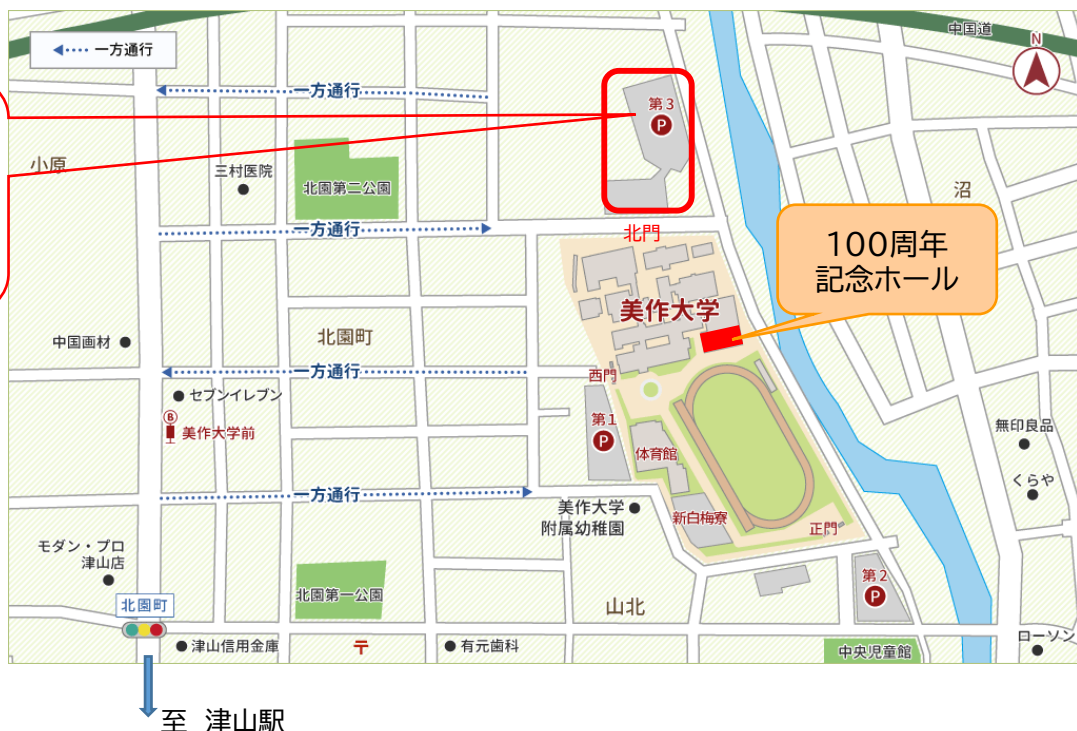 一方通行
中国道
N
一方通行
第3
P
小原
三村医院
北園第二公園
沼
一方通行
北門
100周年
記念ホール
美作大学
中国画材
北園町
一方通行
西門
セブンイレブン
B
美作大学前
第1
P
体育館
無印良品
くらや
一方通行
美作大学
附属幼稚園
新白梅寮
正門
モダン・プロ
津山店
第2
P
北園町
北園第一公園
山北
津山信用金庫
〒
有元歯科
中央児童館
ローソン
至 津山駅